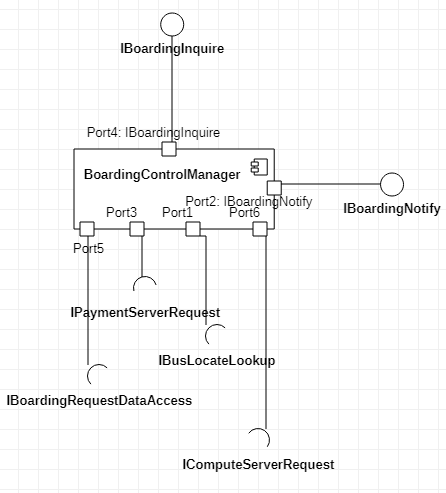 IBoardingInquire
Port4: IBoardingInquire
BoardingControlManager
Port2: IBoardingNotify
IBoardingNotify
Port3
Port1
Port6
Port5
IPaymentServerRequest
IBusLocateLookup
IBoardingRequestDataAccess
IComputeServerRequest